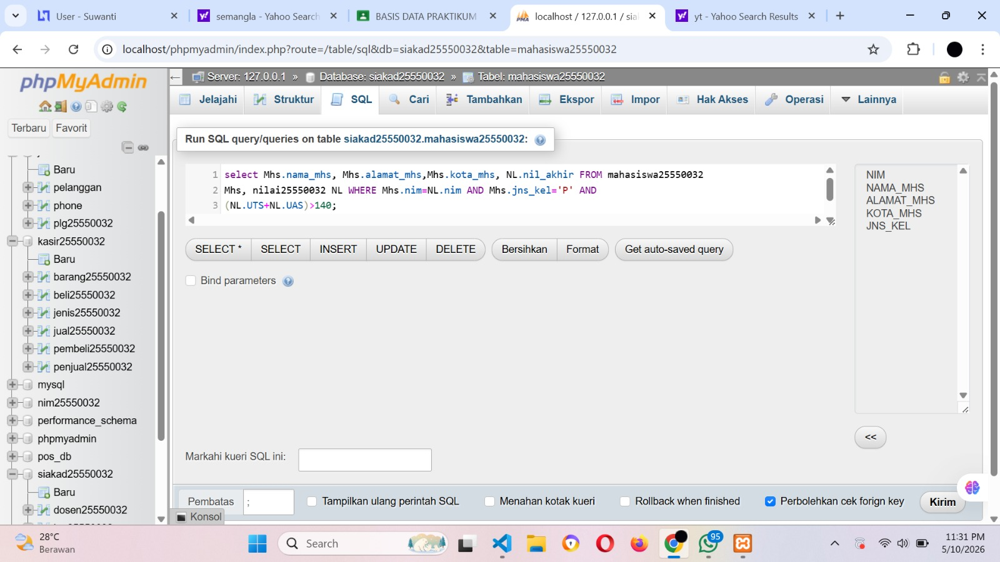 User - Suwanti
semangla - Yahoo Search
BASIS DATA PRAKTIKUM
localhost / 127.0.0.1 / sial
yt - Yahoo Search Results
localhost/phpmyadmin/index.php?route=/table/sql&db=siakad25550032&table=mahasiswa25550032
phpMyAdmin
Terbaru
Favorit
Baru
pelanggan
phone
plg25550032
kasir25550032
Baru
barang25550032
beli25550032
jenis25550032
jual25550032
pembeli25550032
penjual25550032
mysql
nim25550032
performance_schema
phpmyadmin
pos_db
siakad25550032
Baru
dosen25550032
Server: 127.0.0.1 » Database: siakad25550032 » Tabel: mahasiswa25550032
Jelajahi
Struktur
SQL
Cari
Tambahkan
Ekspor
Impor
Hak Akses
Operasi
Lainnya
Run SQL query/queries on table siakad25550032.mahasiswa25550032:
1 select Mhs.nama_mhs, Mhs.alamat_mhs,Mhs.kota_mhs, NL.nil_akhir FROM mahasiswa25550032
2 Mhs, nilai25550032 NL WHERE Mhs.nim=NL.nim AND Mhs.jns_kel='P' AND
3 (NL.UTS+NL.UAS)>140;
NIM
NAMA_MHS
ALAMAT_MHS
KOTA_MHS
JNS_KEL
SELECT *
SELECT
INSERT
UPDATE
DELETE
Bersihkan
Format
Get auto-saved query
Bind parameters
<<
Markahi kueri SQL ini:
Pembatas
;
Tampilkan ulang perintah SQL
Menahan kotak kueri
Rollback when finished
Perbolehkan cek forign key
Kirim
Konsol
28°C
Berawan
Search
95
11:31 PM
5/10/2026